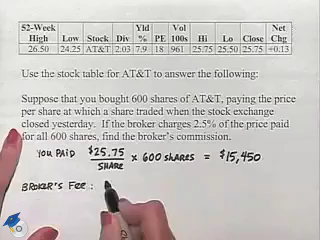 52-Week High Low Stock Div Yld % PE Vol 100s Hi Lo Close Net Chg
26.50 24.25 AT&T 2.03 7.9 18 961 25.75 25.50 25.75 +0.13
Use the stock table for AT&T to answer the following:
Suppose that you bought 600 shares of AT&T, paying the price
per share at which a share traded when the stock exchange
closed yesterday. If the broker charges 2.5% of the price paid
for all 600 shares, find the broker's commission.
YOU PAID $25.75 / SHARE × 600 SHARES = $15,450
BROKER'S FEE: